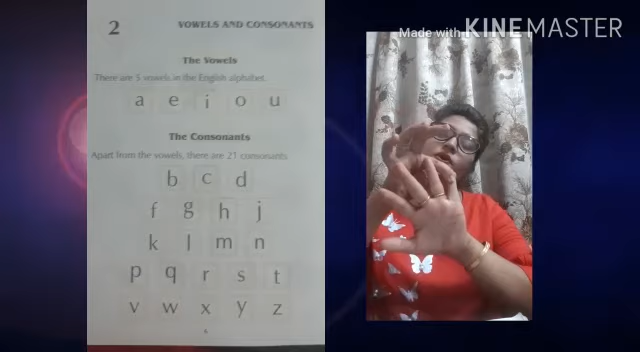 Made with KINEMASTER
2
VOWELS AND CONSONANTS
The Vowels
There are 5 vowels in the English alphabet.
a e i o u
The Consonants
Apart from the vowels, there are 21 consonants
b c d
f g h j
k l m n
p q r s t
v w x y z